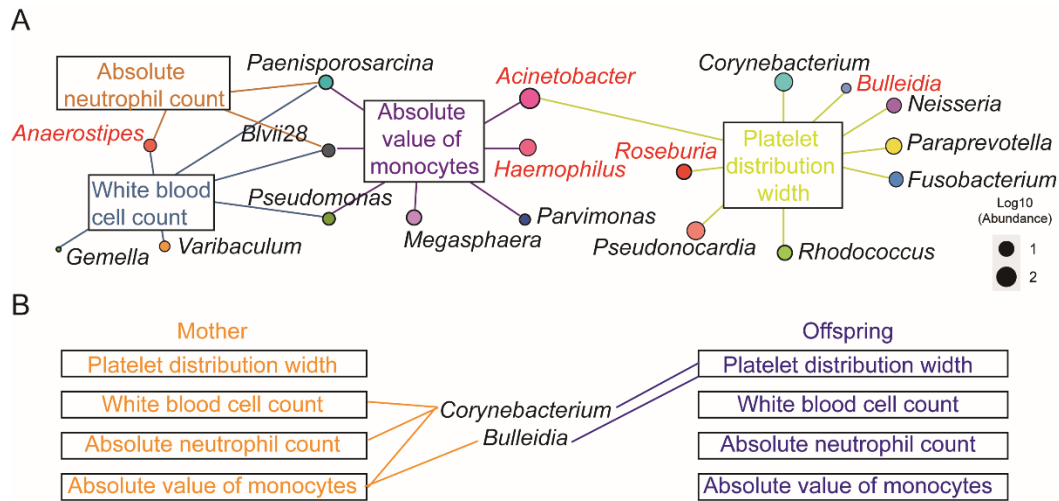 A
Absolute
neutrophil count
Paenisporosarcina
Acinetobacter
Corynebacterium
Bulleidia
Neisseria
Anaerostipes
Blvii28
Absolute
value of
monocytes
Haemophilus
Roseburia
Platelet
distribution
width
Paraprevotella
Fusobacterium
White blood
cell count
Pseudomonas
Gemella
Varibaculum
Megasphaera
Parvimonas
Pseudonocardia
Rhodococcus
Log10
(Abundance)
1
2
B
Mother
Offspring
Platelet distribution width
Platelet distribution width
White blood cell count
Corynebacterium
White blood cell count
Absolute neutrophil count
Bulleidia
Absolute neutrophil count
Absolute value of monocytes
Absolute value of monocytes